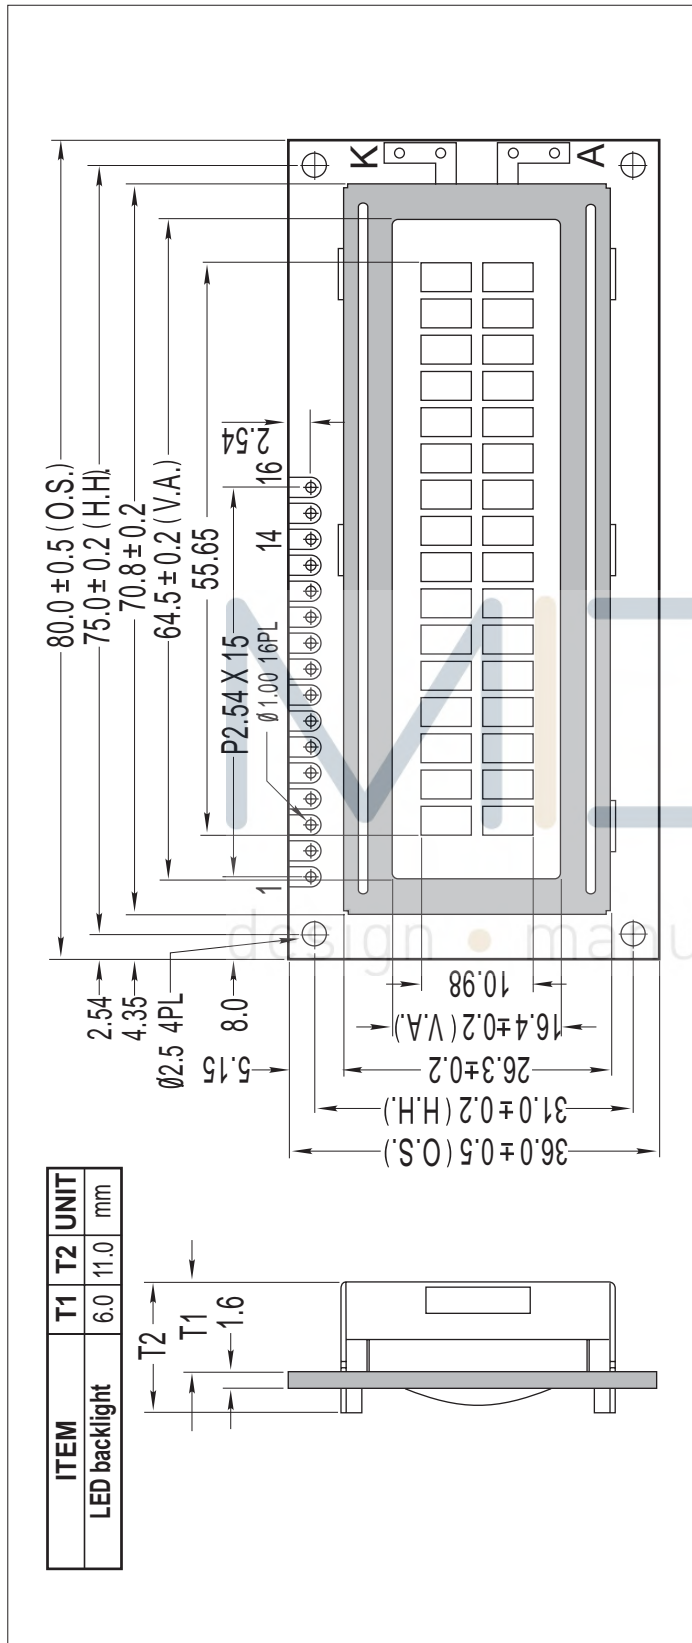 K
A
80.0 ± 0.5 (O.S.)
75.0 ± 0.2 (H.H).
70.8 ± 0.2
64.5 ± 0.2 (V.A.)
55.65
2.54
16
14
P2.54 X 15
Ø 1.00 16PL
1
2.54
4.35
Ø2.5 4PL
8.0
5.15
10.98
16.4 ± 0.2 (V.A.)
26.3±0.2
31.0 ± 0.2 (H.H.)
36.0 ± 0.5 (O.S.)
design • manu
ITEM T1 T2 UNIT
LED backlight 6.0 11.0 mm
T2
T1
1.6